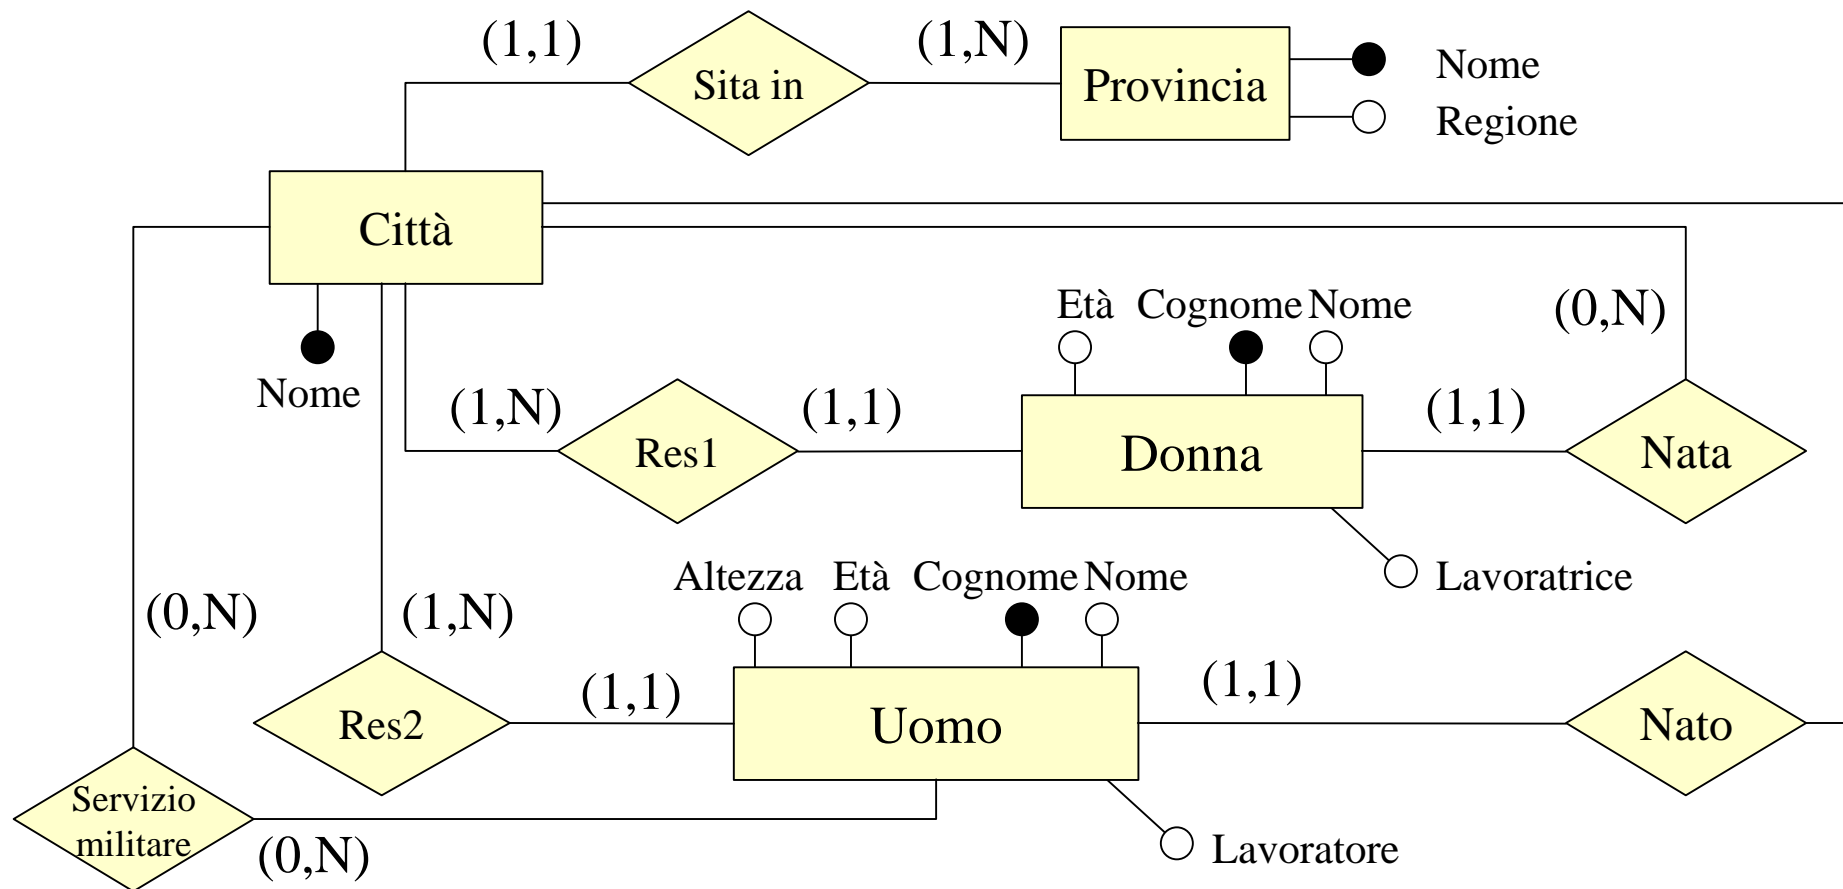 (1,1)
(1,N)
Sita in
Provincia
Nome
Regione
Città
Nome
(0,N)
Età
Cognome
Nome
(1,N)
Res1
(1,1)
Donna
(1,1)
Nata
Lavoratrice
(0,N)
(1,N)
Altezza
Età
Cognome
Nome
Res2
(1,1)
Uomo
(1,1)
Nato
Servizio
militare
(0,N)
Lavoratore